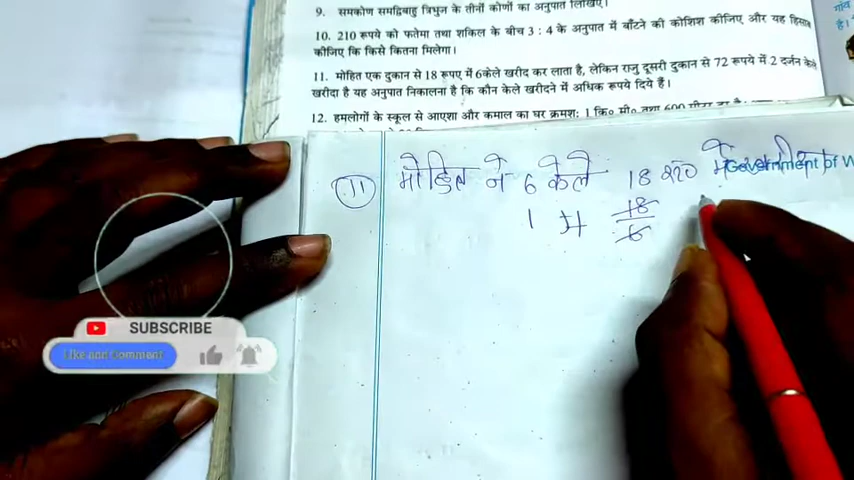 9. समकोण समद्विबाहु त्रिभुज के तीनों कोणों का अनुपात लिखिए।
10. 210 रूपये को फतेमा तथा शकिल के बीच 3 : 4 के अनुपात में बाँटने की कोशिश कीजिए और यह हिसाब
कीजिए कि किसे कितना मिलेगा।
11. मोहित एक दुकान से 18 रूपए में 6केले खरीद कर लाता है, लेकिन राजु दूसरी दुकान से 72 रूपये में 2 दर्जन केले
खरीदा है यह अनुपात निकालना है कि कौन केले खरीदने में अधिक रूपये दिये हैं।
12. हमलोगों के स्कूल से आएशा और कमाल का घर क्रमश: 1 कि० मी० तथा 600 मीटर
गाँव
है।
11 मोहित ने 6 केले 18 रु० में
Government of W
1 " 18
6
SUBSCRIBE
Like and Comment